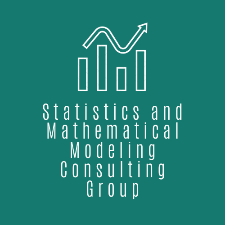 Statistics and
Mathematical
Modeling
Consulting
Group